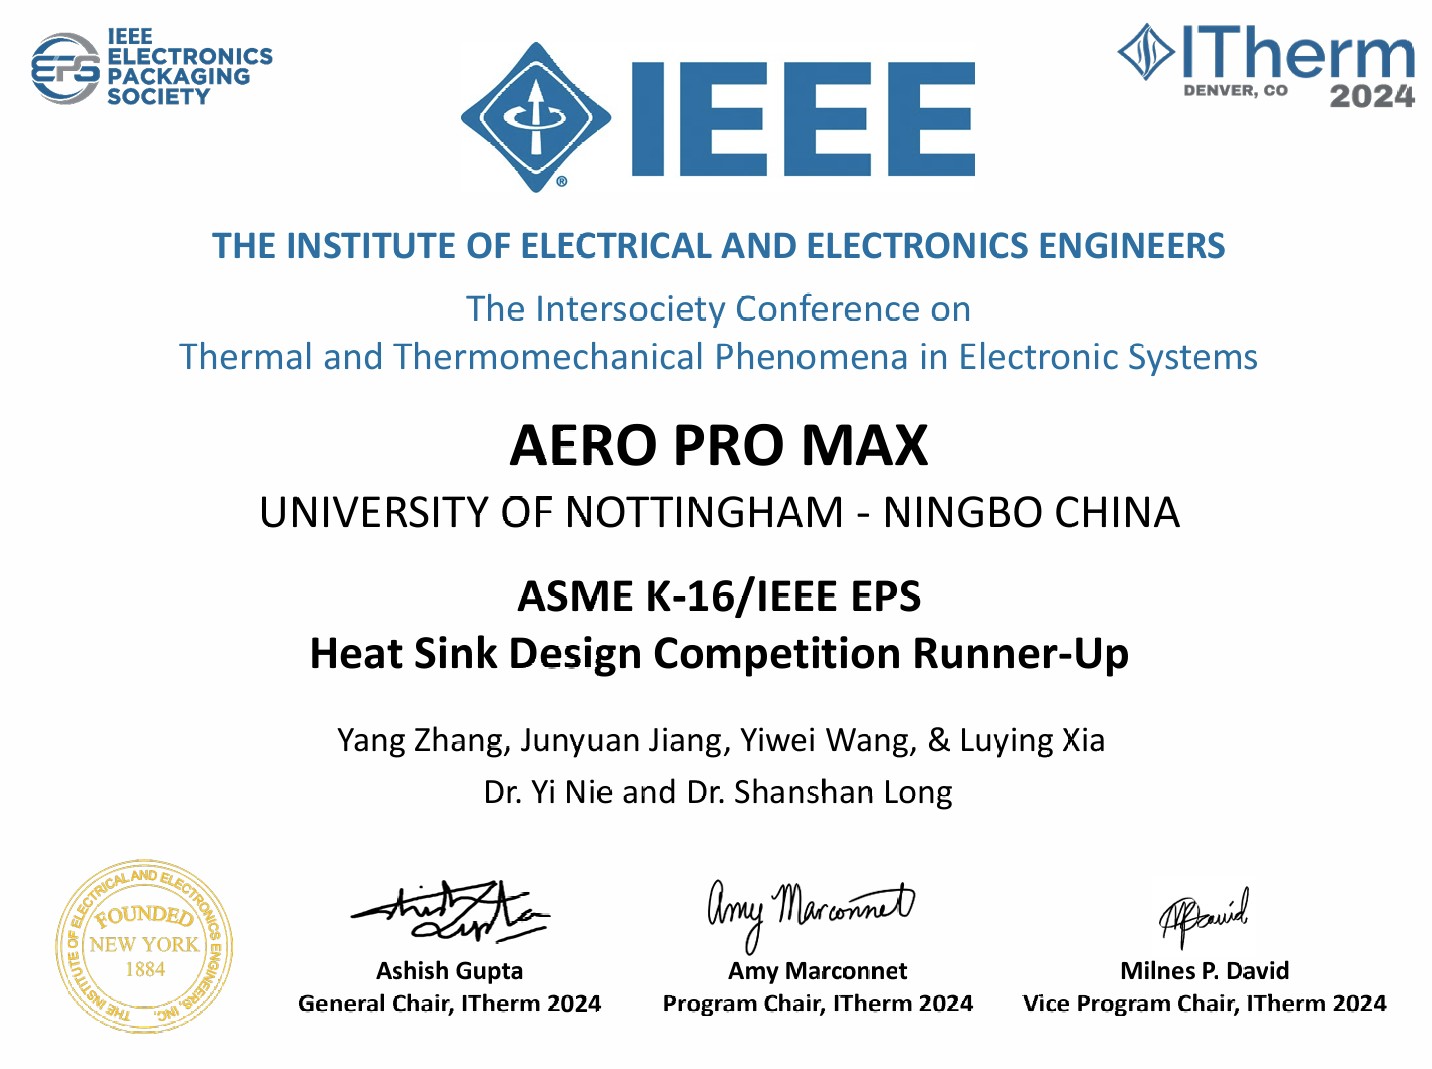 EPS
IEEE
ELECTRONICS
PACKAGING
SOCIETY
IEEE
®
ITherm
DENVER, CO
2024
THE INSTITUTE OF ELECTRICAL AND ELECTRONICS ENGINEERS
The Intersociety Conference on
Thermal and Thermomechanical Phenomena in Electronic Systems
AERO PRO MAX
UNIVERSITY OF NOTTINGHAM - NINGBO CHINA
ASME K-16/IEEE EPS
Heat Sink Design Competition Runner-Up
Yang Zhang, Junyuan Jiang, Yiwei Wang, & Luying Xia
Dr. Yi Nie and Dr. Shanshan Long
THE INSTITUTE OF ELECTRICAL AND ELECTRONICS ENGINEERS, INC.
FOUNDED
NEW YORK
1884
Amy Marconnet
Ashish Gupta
General Chair, ITherm 2024
Amy Marconnet
Program Chair, ITherm 2024
Milnes P. David
Vice Program Chair, ITherm 2024